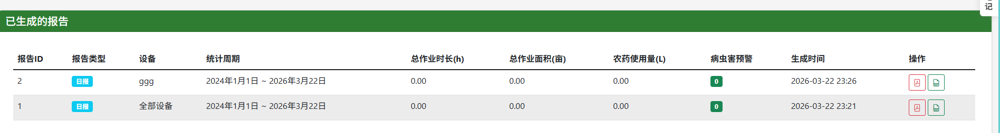 记
已生成的报告
报告ID 报告类型 设备 统计周期 总作业时长(h) 总作业面积(亩) 农药使用量(L) 病虫害预警 生成时间 操作
2 日报 ggg 2024年1月1日 ~ 2026年3月22日 0.00 0.00 0.00 0 2026-03-22 23:26
1 日报 全部设备 2024年1月1日 ~ 2026年3月22日 0.00 0.00 0.00 0 2026-03-22 23:21